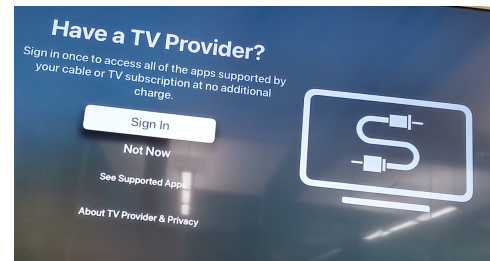 Have a TV Provider?
Sign in once to access all of the apps supported by
your cable or TV subscription at no additional
charge.
Sign In
Not Now
See Supported Apps
About TV Provider & Privacy